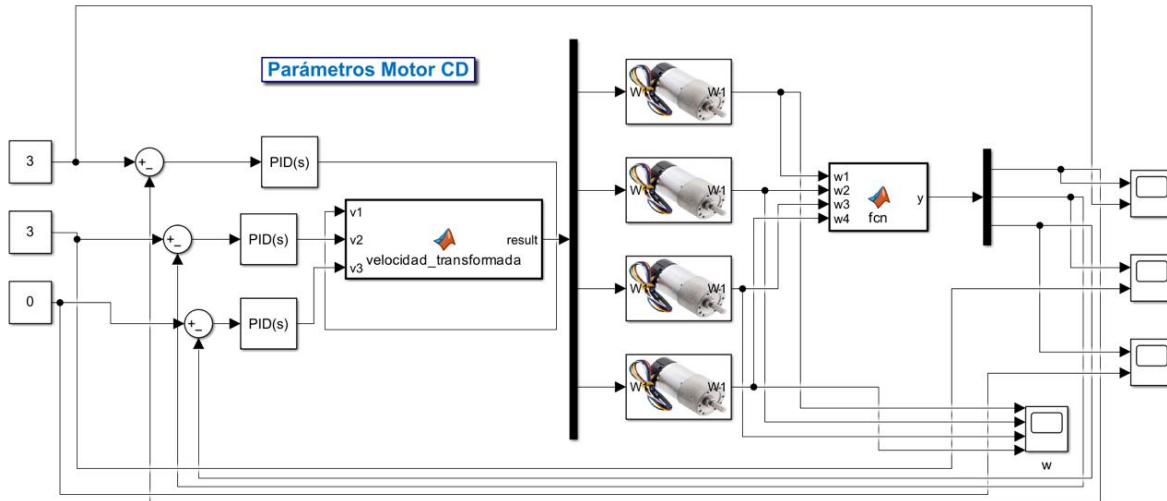 Parámetros Motor CD
3
+
_
PID(s)
3
+
_
PID(s)
0
+
_
PID(s)
v1
v2
v3
velocidad_transformada
result
W
W1
W
W1
W
W1
W
W1
w1
w2
w3
w4
fcn
y
w